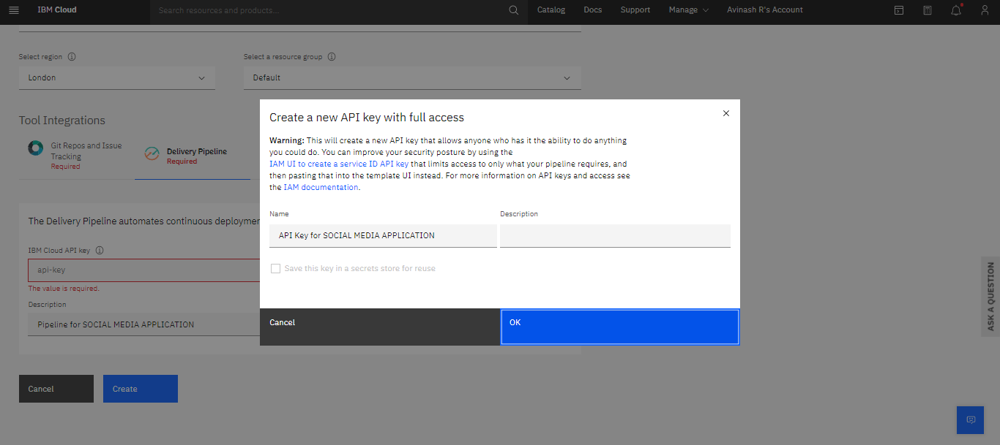 IBM Cloud
Search resources and products...
Catalog
Docs
Support
Manage
Avinash R's Account
Select region
Select a resource group
London
Default
Tool Integrations
Git Repos and Issue
Tracking
Required
Delivery Pipeline
Required
The Delivery Pipeline automates continuous deploymen
IBM Cloud API key
api-key
The value is required.
Description
Pipeline for SOCIAL MEDIA APPLICATION
Cancel
Create
Create a new API key with full access
Warning: This will create a new API key that allows anyone who has it the ability to do anything
you could do. You can improve your security posture by using the
IAM UI to create a service ID API key that limits access to only what your pipeline requires, and
then pasting that into the template UI instead. For more information on API keys and access see
the IAM documentation.
Name
Description
API Key for SOCIAL MEDIA APPLICATION
Save this key in a secrets store for reuse
Cancel
OK
ASK A QUESTION